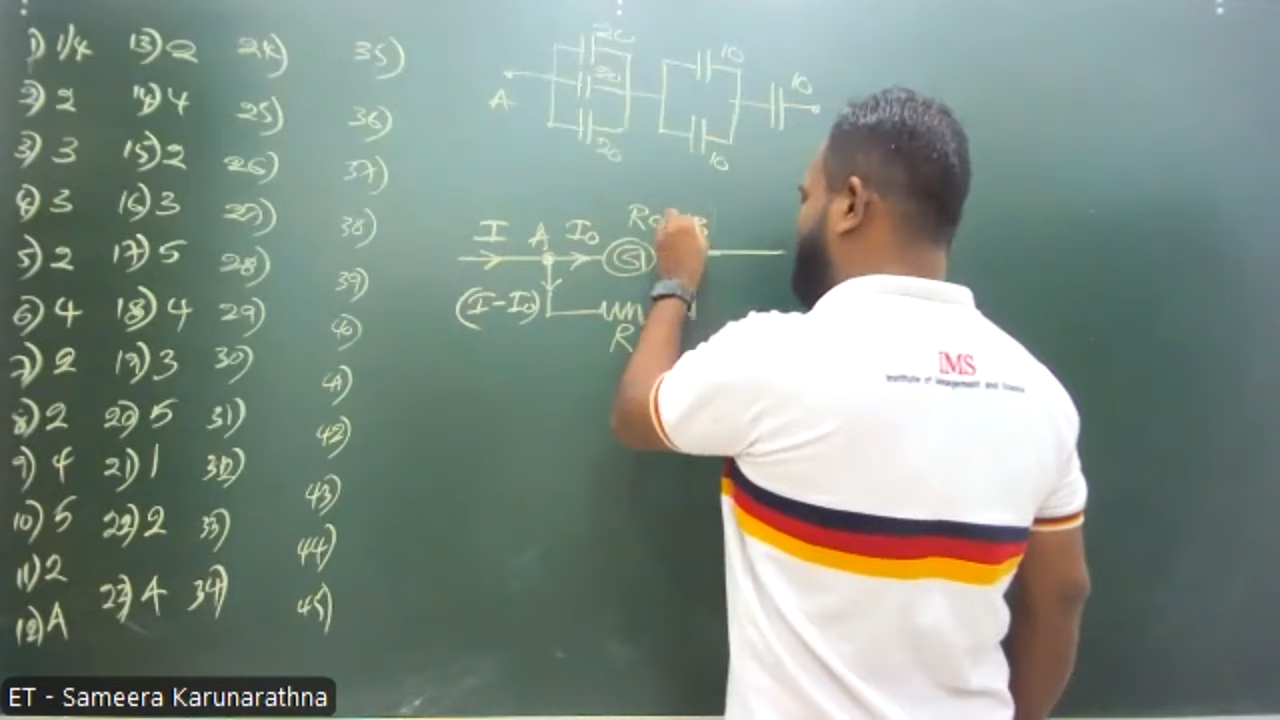 1) 1/4 13) 2 24) 35)
2) 2 14) 4 25) 36)
3) 3 15) 2 26) 37)
4) 3 16) 3 27) 38)
5) 2 17) 5 28) 39)
6) 4 18) 4 29) 40)
7) 2 19) 3 30) 41)
8) 2 20) 5 31) 42)
9) 4 21) 1 32) 43)
10) 5 22) 2 33) 44)
11) 2 23) 4 34) 45)
12) A
20
20
20
A
10
10
10
I A I₀
G
(I-I₀)
R
IMS
Institute of Management and Science
ET - Sameera Karunarathna